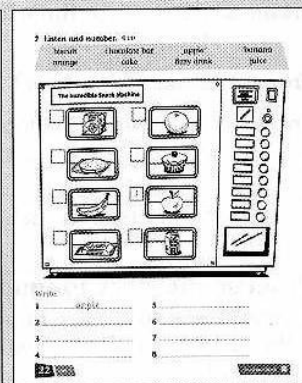 2 Listen and number.
biscuit chocolate bar apple banana
orange cake fizzy drink juice
The Incredible Snack Machine
1
Write.
1 apple 5
2 6
3 7
4 8
22